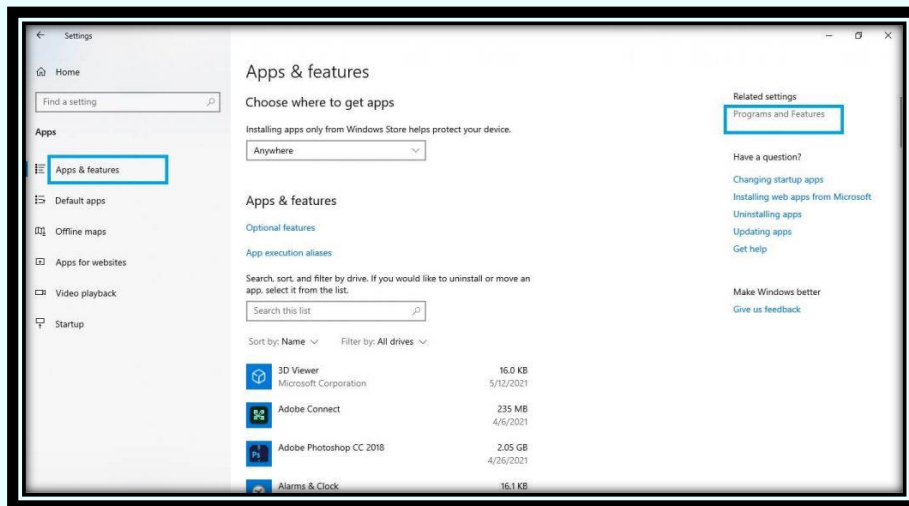 Settings
Home
Find a setting
Apps
Apps & features
Default apps
Offline maps
Apps for websites
Video playback
Startup
Apps & features
Choose where to get apps
Installing apps only from Windows Store helps protect your device.
Anywhere
Apps & features
Optional features
App execution aliases
Search, sort, and filter by drive. If you would like to uninstall or move an
app, select it from the list.
Search this list
Sort by: Name Filter by: All drives
3D Viewer 16.0 KB
Microsoft Corporation 5/12/2021
Adobe Connect 235 MB
4/6/2021
Adobe Photoshop CC 2018 2.05 GB
4/26/2021
Alarms & Clock 16.1 KB
Related settings
Programs and Features
Have a question?
Changing startup apps
Installing web apps from Microsoft
Uninstalling apps
Updating apps
Get help
Make Windows better
Give us feedback